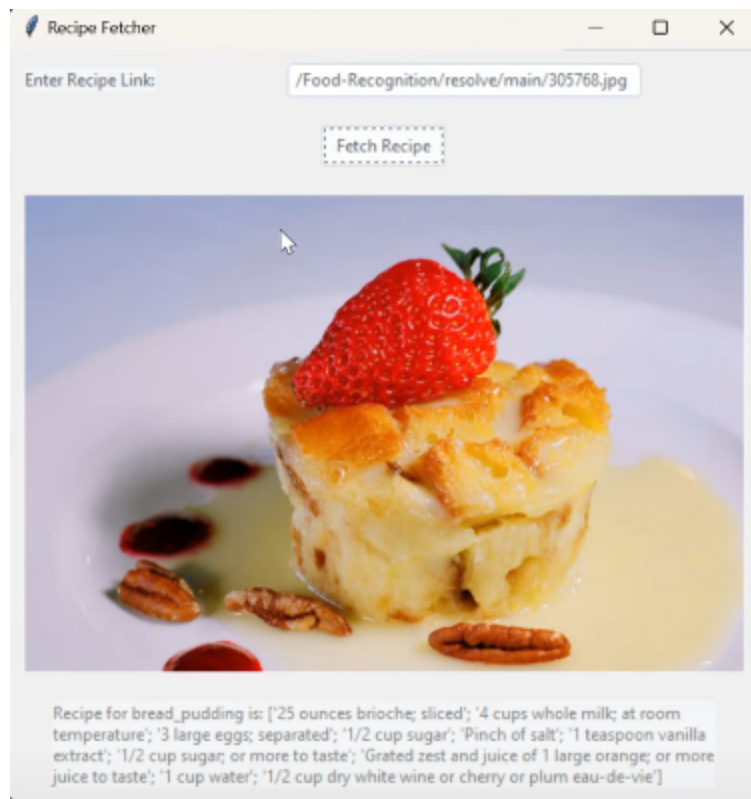 Recipe Fetcher
Enter Recipe Link:
/Food-Recognition/resolve/main/305768.jpg
Fetch Recipe
Recipe for bread_pudding is: ['25 ounces brioche; sliced'; '4 cups whole milk; at room
temperature'; '3 large eggs; separated'; '1/2 cup sugar'; 'Pinch of salt'; '1 teaspoon vanilla
extract'; '1/2 cup sugar; or more to taste'; 'Grated zest and juice of 1 large orange; or more
juice to taste'; '1 cup water'; '1/2 cup dry white wine or cherry or plum eau-de-vie']